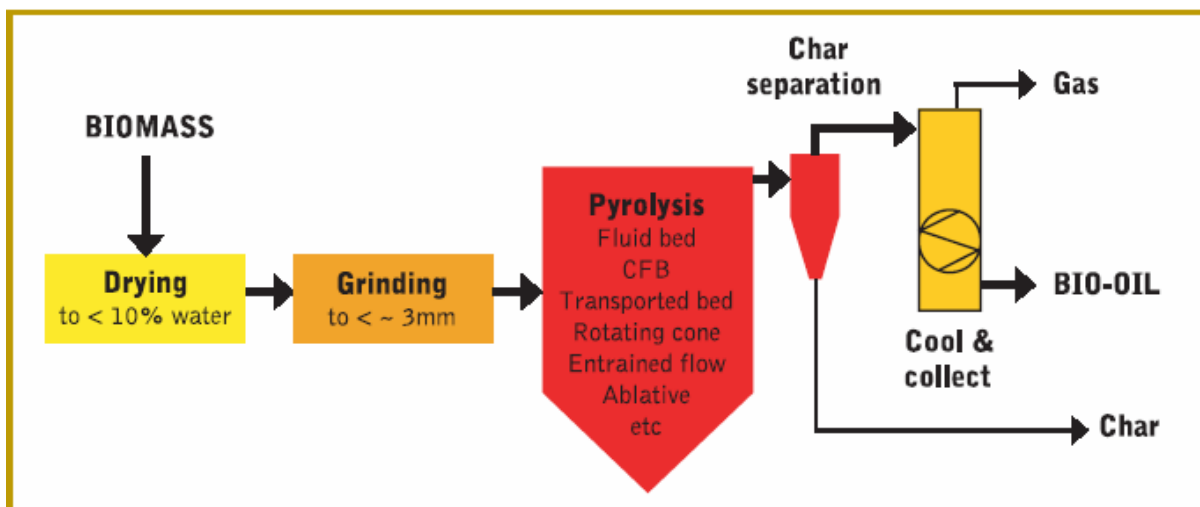 BIOMASS
Drying
to < 10% water
Grinding
to < ~ 3mm
Pyrolysis
Fluid bed
CFB
Transported bed
Rotating cone
Entrained flow
Ablative
etc
Char
separation
Gas
BIO-OIL
Cool &
collect
Char